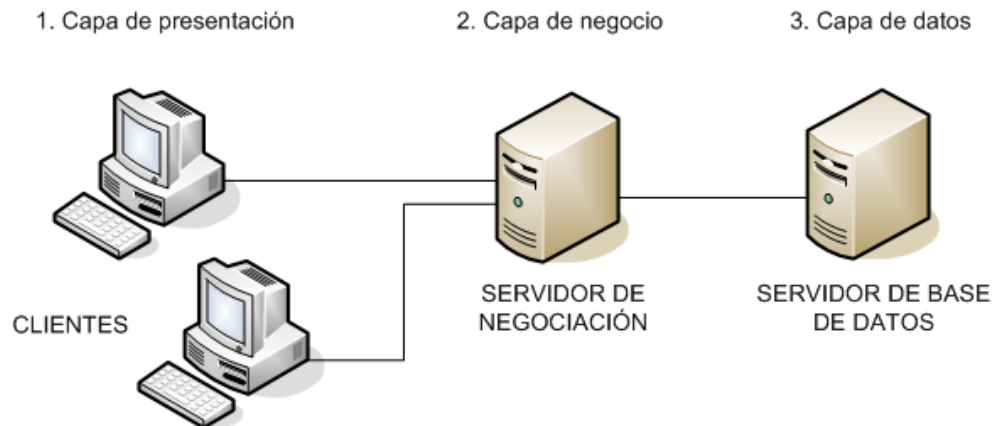 1. Capa de presentación
2. Capa de negocio
3. Capa de datos
CLIENTES
SERVIDOR DE
NEGOCIACIÓN
SERVIDOR DE BASE
DE DATOS